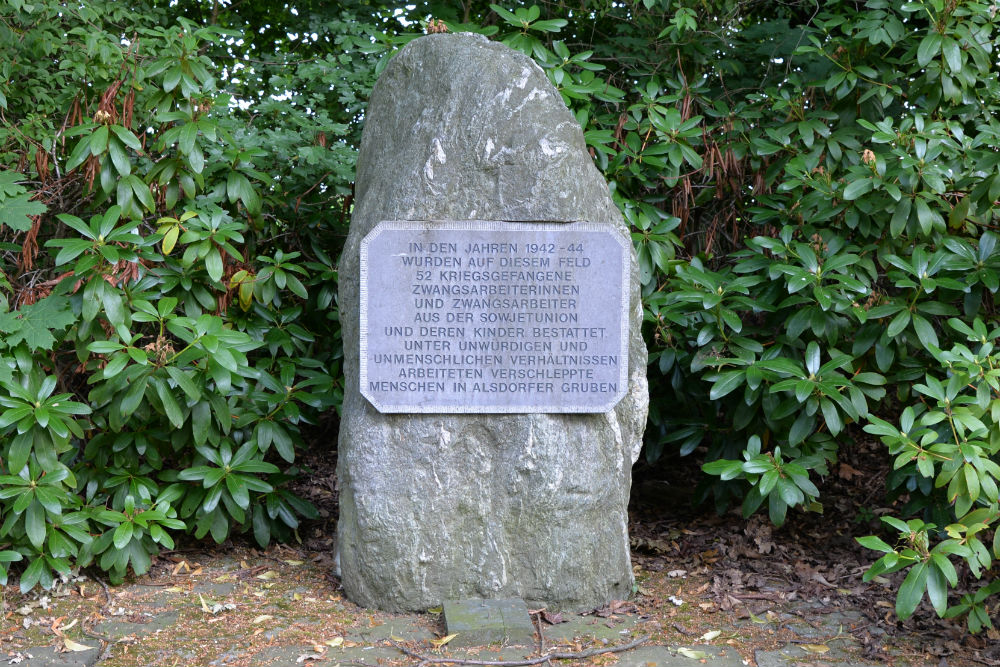 IN DEN JAHREN 1942-44
WURDEN AUF DIESEM FELD
52 KRIEGSGEFANGENE
ZWANGSARBEITERINNEN
UND ZWANGSARBEITER
AUS DER SOWJETUNION
UND DEREN KINDER BESTATTET.
UNTER UNWÜRDIGEN UND
UNMENSCHLICHEN VERHÄLTNISSEN
ARBEITETEN VERSCHLEPPTE
MENSCHEN IN ALSDORFER GRUBEN